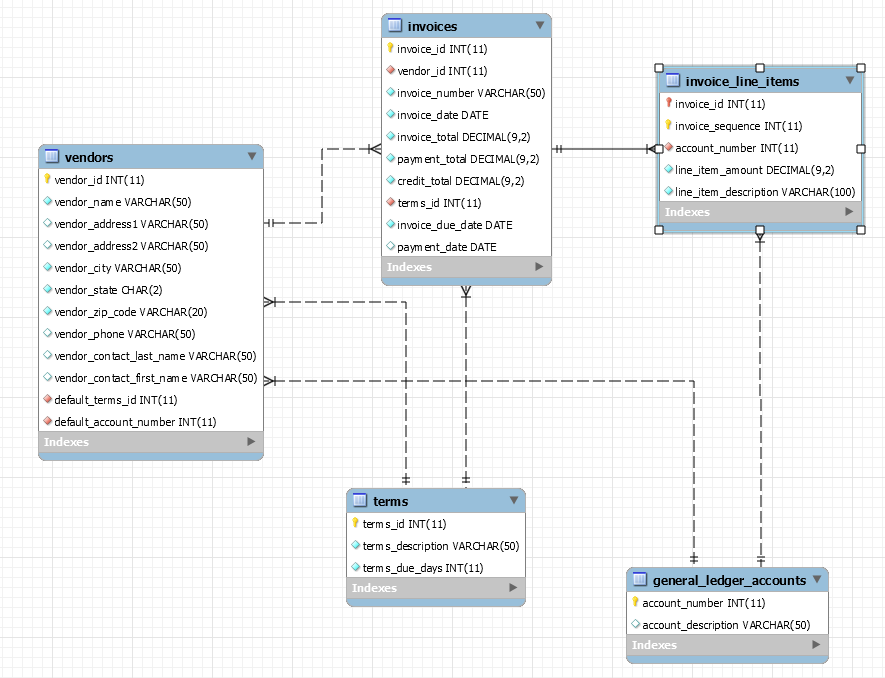 invoices
invoice_id INT(11)
vendor_id INT(11)
invoice_number VARCHAR(50)
invoice_date DATE
invoice_total DECIMAL(9,2)
payment_total DECIMAL(9,2)
credit_total DECIMAL(9,2)
terms_id INT(11)
invoice_due_date DATE
payment_date DATE
Indexes
invoice_line_items
invoice_id INT(11)
invoice_sequence INT(11)
account_number INT(11)
line_item_amount DECIMAL(9,2)
line_item_description VARCHAR(100)
Indexes
vendors
vendor_id INT(11)
vendor_name VARCHAR(50)
vendor_address1 VARCHAR(50)
vendor_address2 VARCHAR(50)
vendor_city VARCHAR(50)
vendor_state CHAR(2)
vendor_zip_code VARCHAR(20)
vendor_phone VARCHAR(50)
vendor_contact_last_name VARCHAR(50)
vendor_contact_first_name VARCHAR(50)
default_terms_id INT(11)
default_account_number INT(11)
Indexes
terms
terms_id INT(11)
terms_description VARCHAR(50)
terms_due_days INT(11)
Indexes
general_ledger_accounts
account_number INT(11)
account_description VARCHAR(50)
Indexes